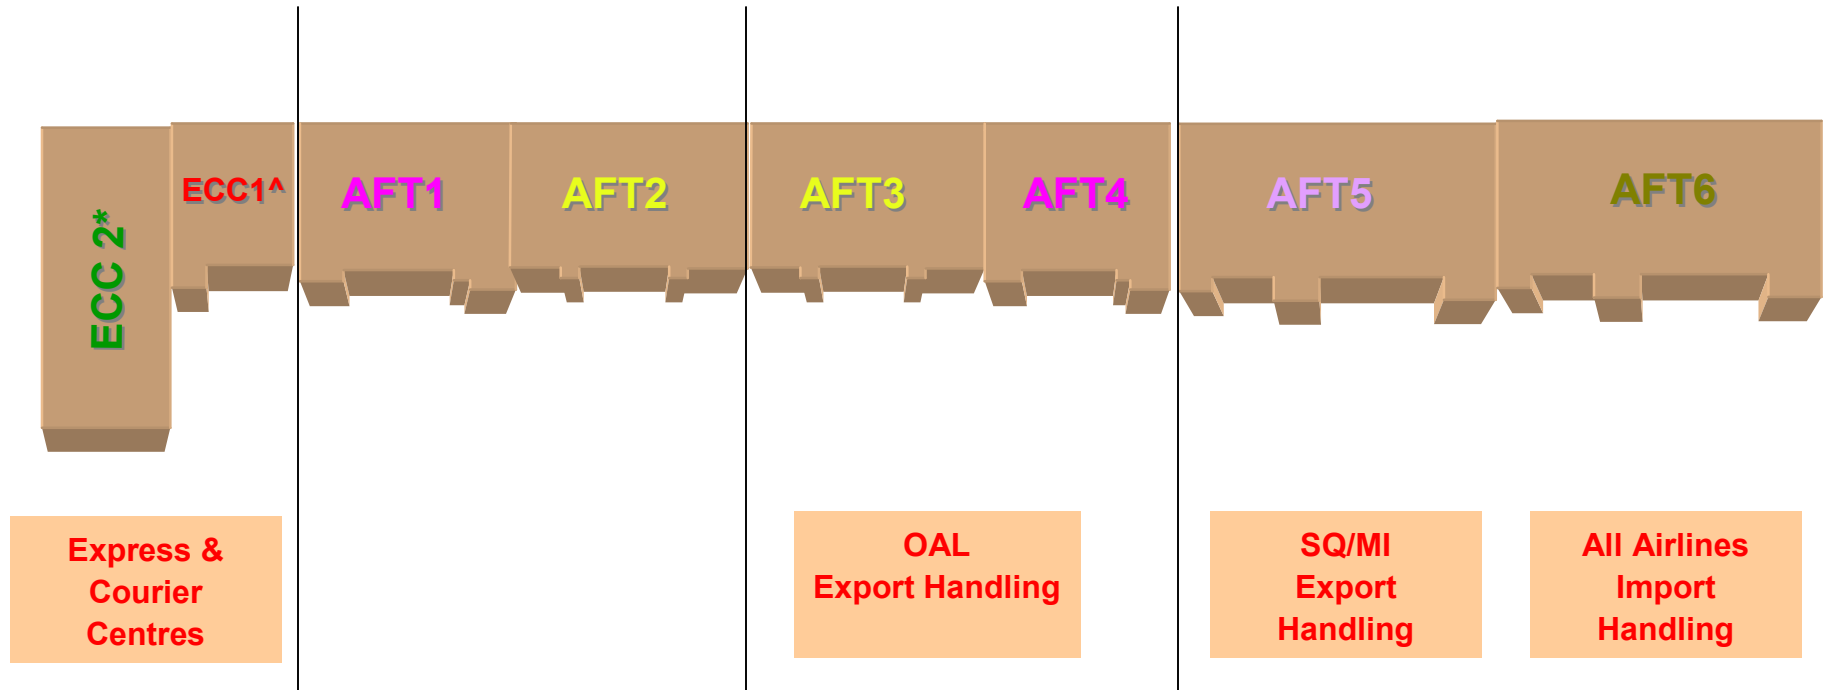 ECC 2*
ECC1^
AFT1
AFT2
AFT3
AFT4
AFT5
AFT6
Express &
Courier
Centres
OAL
Export Handling
SQ/MI
Export
Handling
All Airlines
Import
Handling